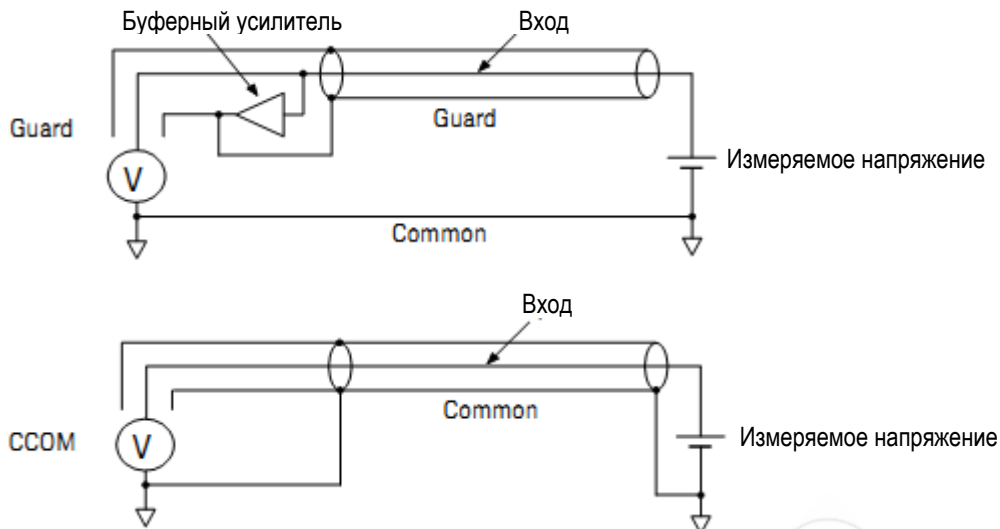 Буферный усилитель
Вход
Guard
Guard
V
Измеряемое напряжение
Common
Вход
Common
CCOM
V
Измеряемое напряжение